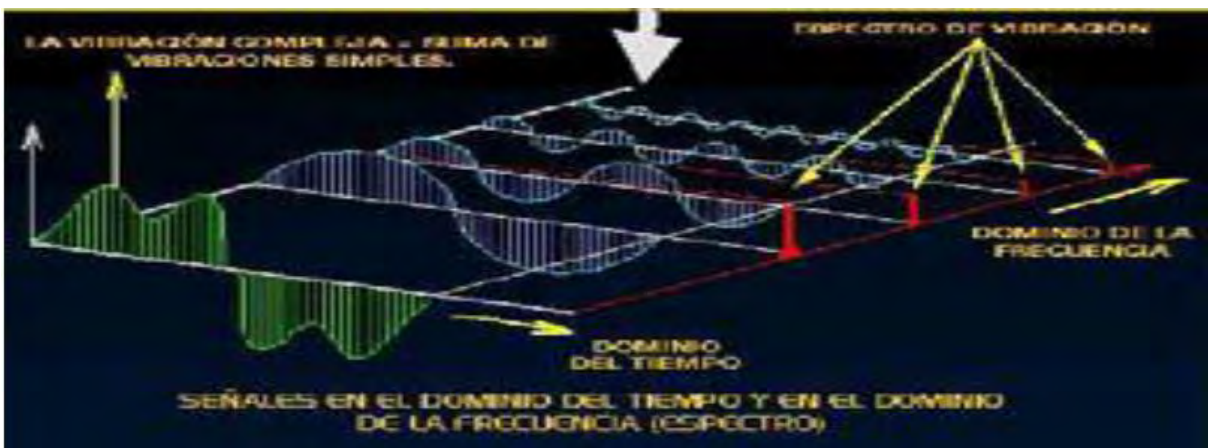 LA VIBRACIÓN COMPLEJA = SUMA DE
VIBRACIONES SIMPLES.
ESPECTRO DE VIBRACIÓN
DOMINIO DE LA
FRECUENCIA
DOMINIO
DEL TIEMPO
SEÑALES EN EL DOMINIO DEL TIEMPO Y EN EL DOMINIO
DE LA FRECUENCIA (ESPECTRO)